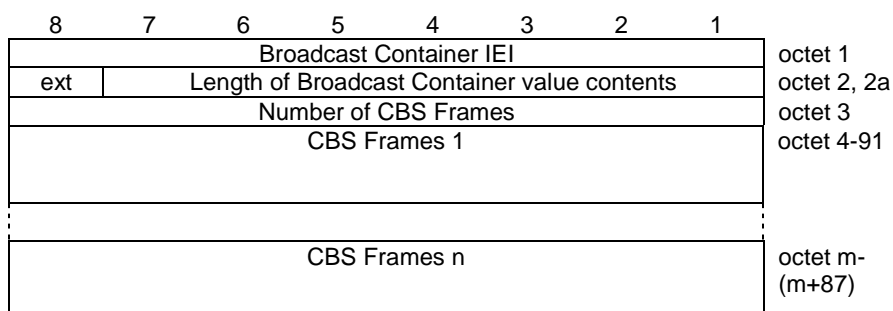 8 7 6 5 4 3 2 1
Broadcast Container IEI octet 1
ext Length of Broadcast Container value contents octet 2, 2a
Number of CBS Frames octet 3
CBS Frames 1 octet 4-91
CBS Frames n octet m-
(m+87)